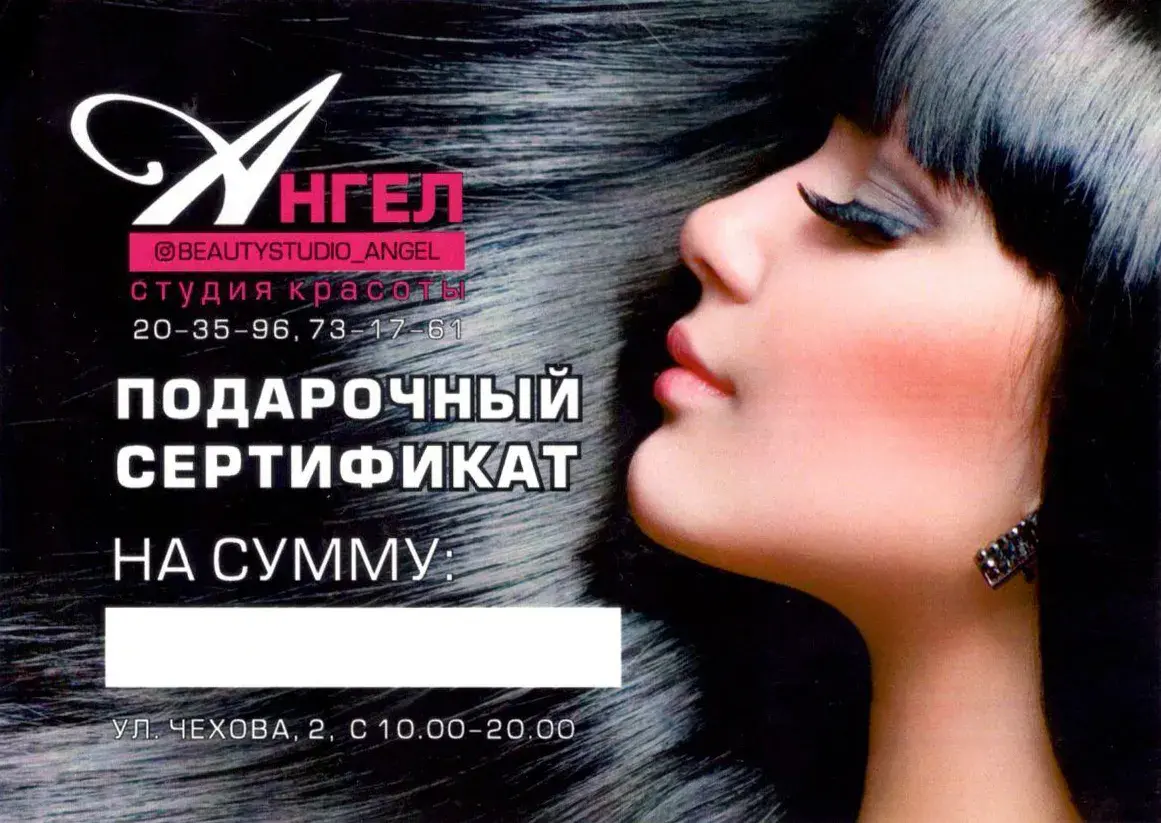 АНГЕЛ
@BEAUTYSTUDIO_ANGEL
студия красоты
20-35-96, 73-17-61
ПОДАРОЧНЫЙ
СЕРТИФИКАТ
НА СУММУ:
УЛ. ЧЕХОВА, 2, С 10.00-20.00